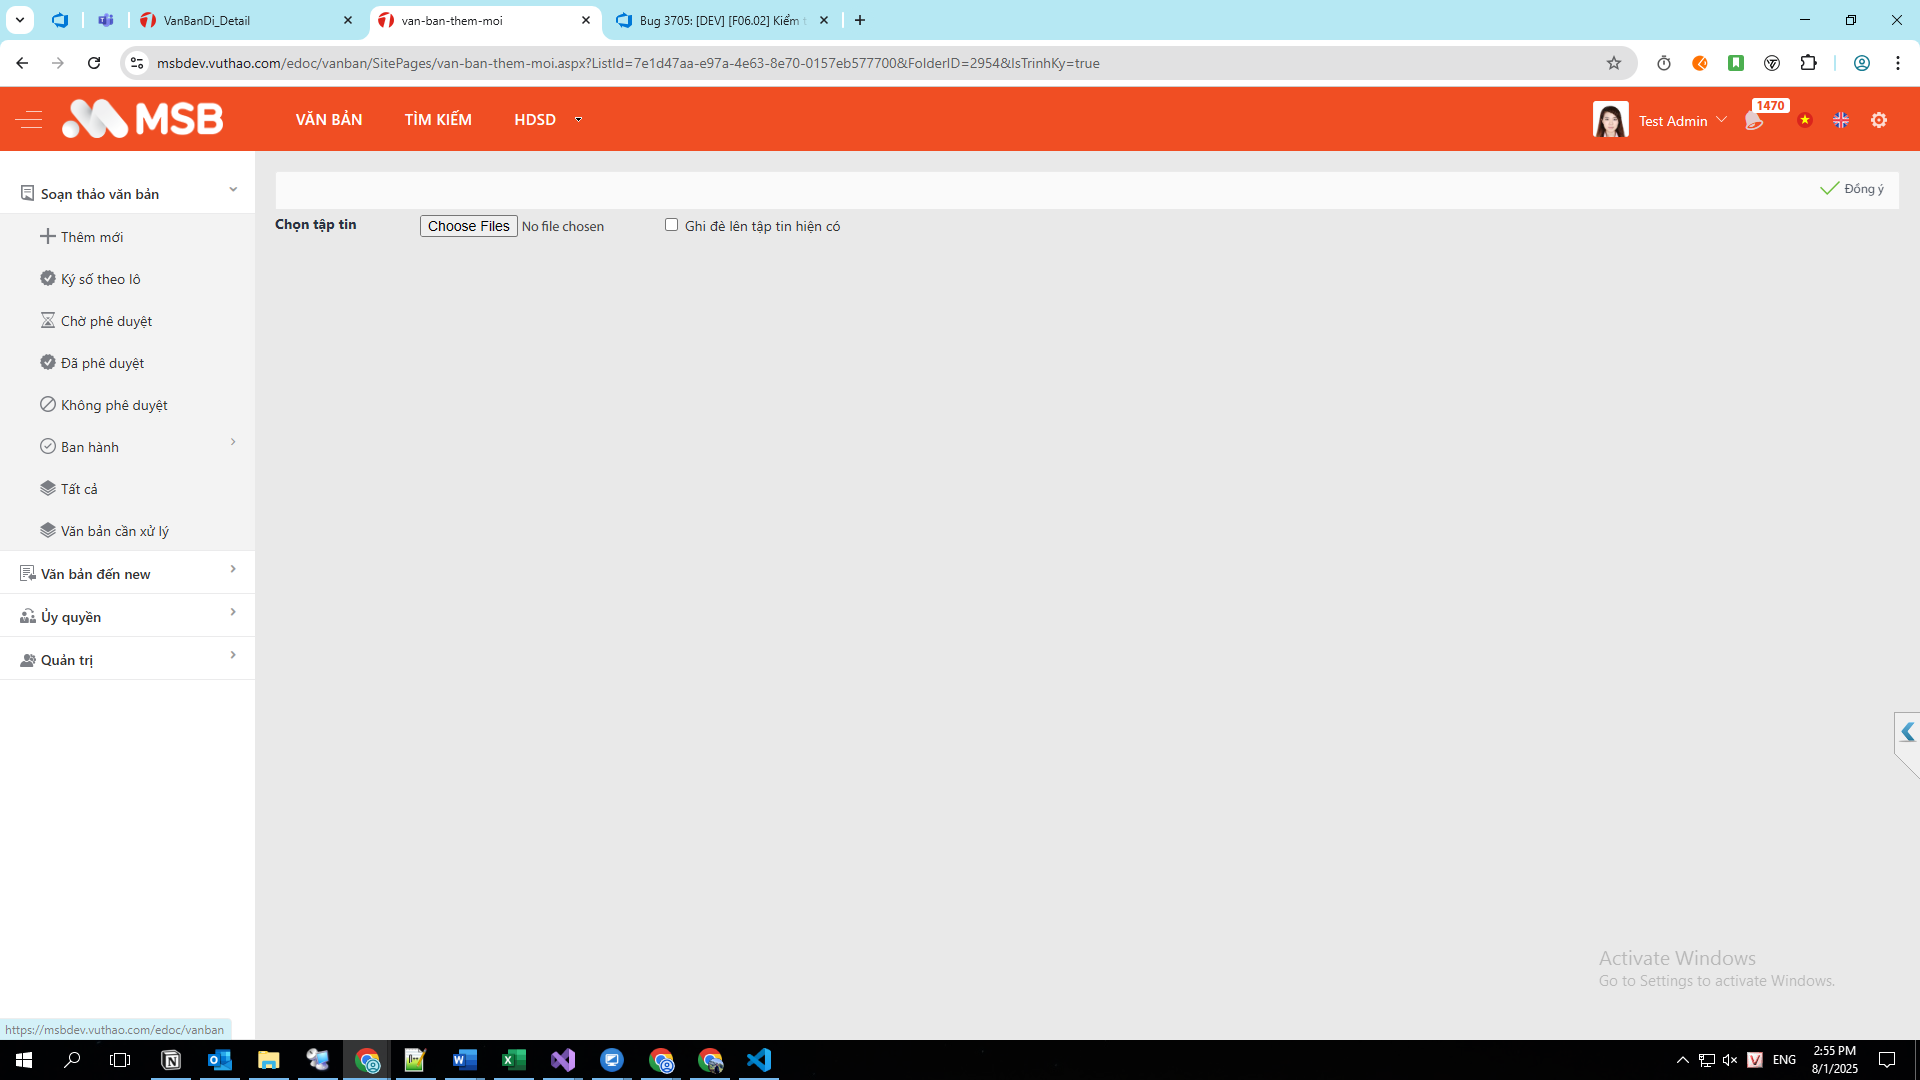 VanBanDi_Detail
van-ban-them-moi
Bug 3705: [DEV] [F06.02] Kiểm t
msbdev.vuthao.com/edoc/vanban/SitePages/van-ban-them-moi.aspx?ListId=7e1d47aa-e97a-4e63-8e70-0157eb577700&FolderID=2954&IsTrinhKy=true
MSB
VĂN BẢN
TÌM KIẾM
HDSD
Test Admin
1470
Soạn thảo văn bản
Thêm mới
Ký số theo lô
Chờ phê duyệt
Đã phê duyệt
Không phê duyệt
Ban hành
Tất cả
Văn bản cần xử lý
Văn bản đến new
Ủy quyền
Quản trị
Đồng ý
Chọn tập tin
Choose Files No file chosen
Ghi đè lên tập tin hiện có
Activate Windows
Go to Settings to activate Windows.
https://msbdev.vuthao.com/edoc/vanban
ENG
2:55 PM
8/1/2025